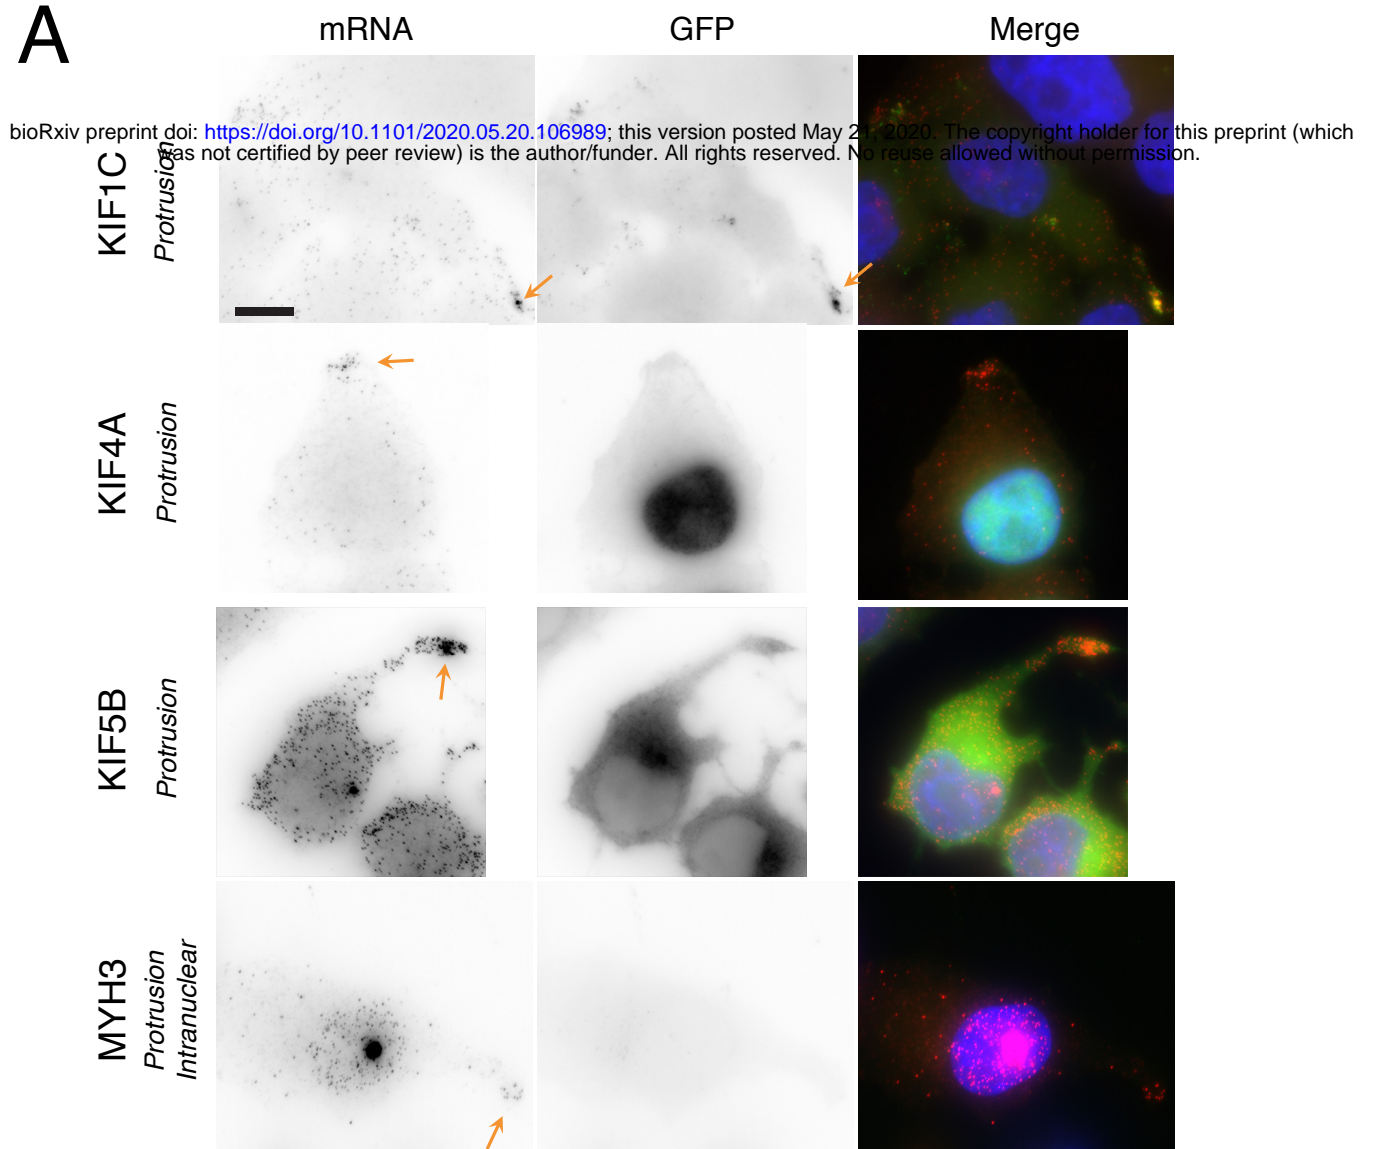 A
mRNA GFP Merge
bioRxiv preprint doi: https://doi.org/10.1101/2020.05.20.106989; this version posted May 21, 2020. The copyright holder for this preprint (which
was not certified by peer review) is the author/funder. All rights reserved. No reuse allowed without permission.
KIF1C
Protrusion
KIF4A
Protrusion
KIF5B
Protrusion
MYH3
Protrusion
Intranuclear